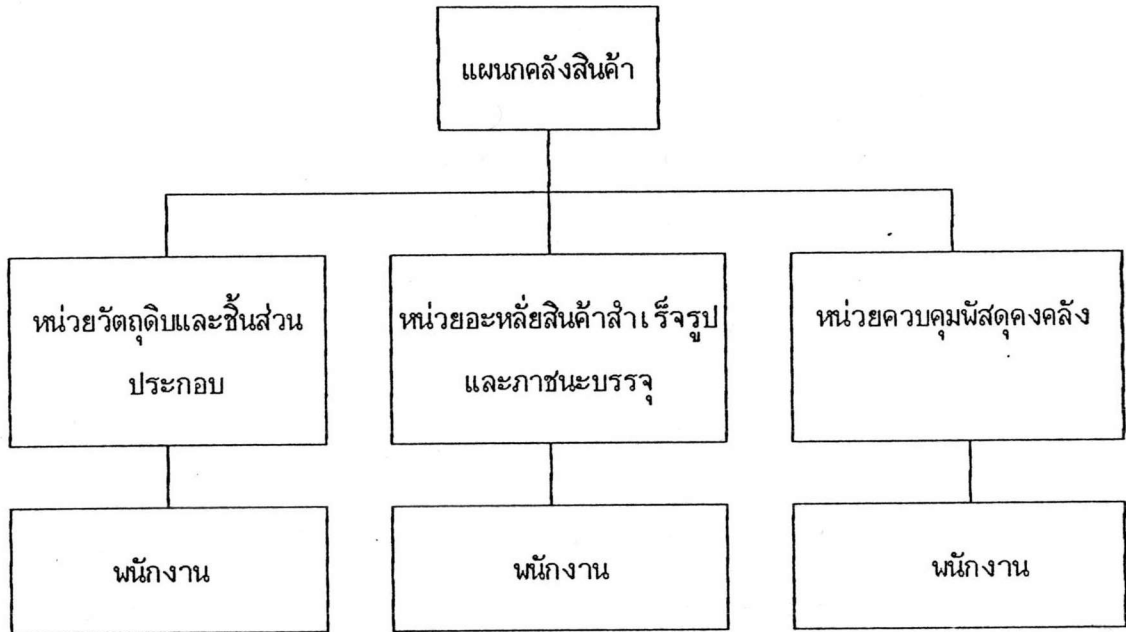 แผนกคลังสินค้า
หน่วยวัตถุดิบและชิ้นส่วน
ประกอบ
หน่วยอะหลั่ยสินค้าสำเร็จรูป
และภาชนะบรรจุ
หน่วยควบคุมพัสดุคงคลัง
พนักงาน
พนักงาน
พนักงาน